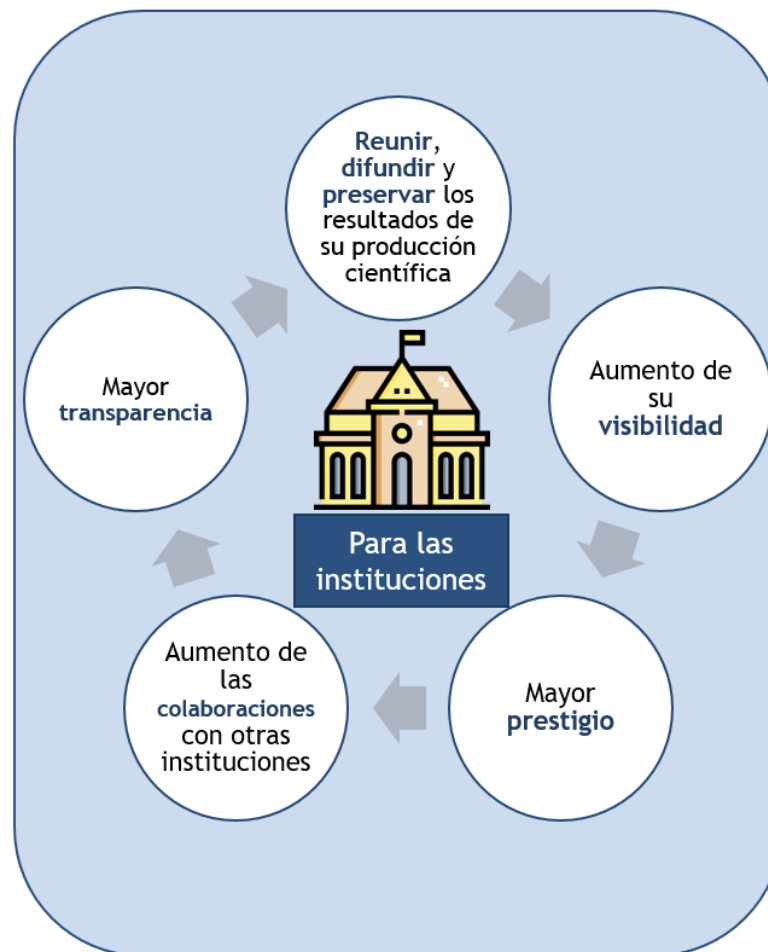 Reunir,
difundir y
preservar los
resultados de
su producción
científica
Aumento de
su
visibilidad
Mayor
prestigio
Aumento de
las
colaboraciones
con otras
instituciones
Mayor
transparencia
Para las
instituciones